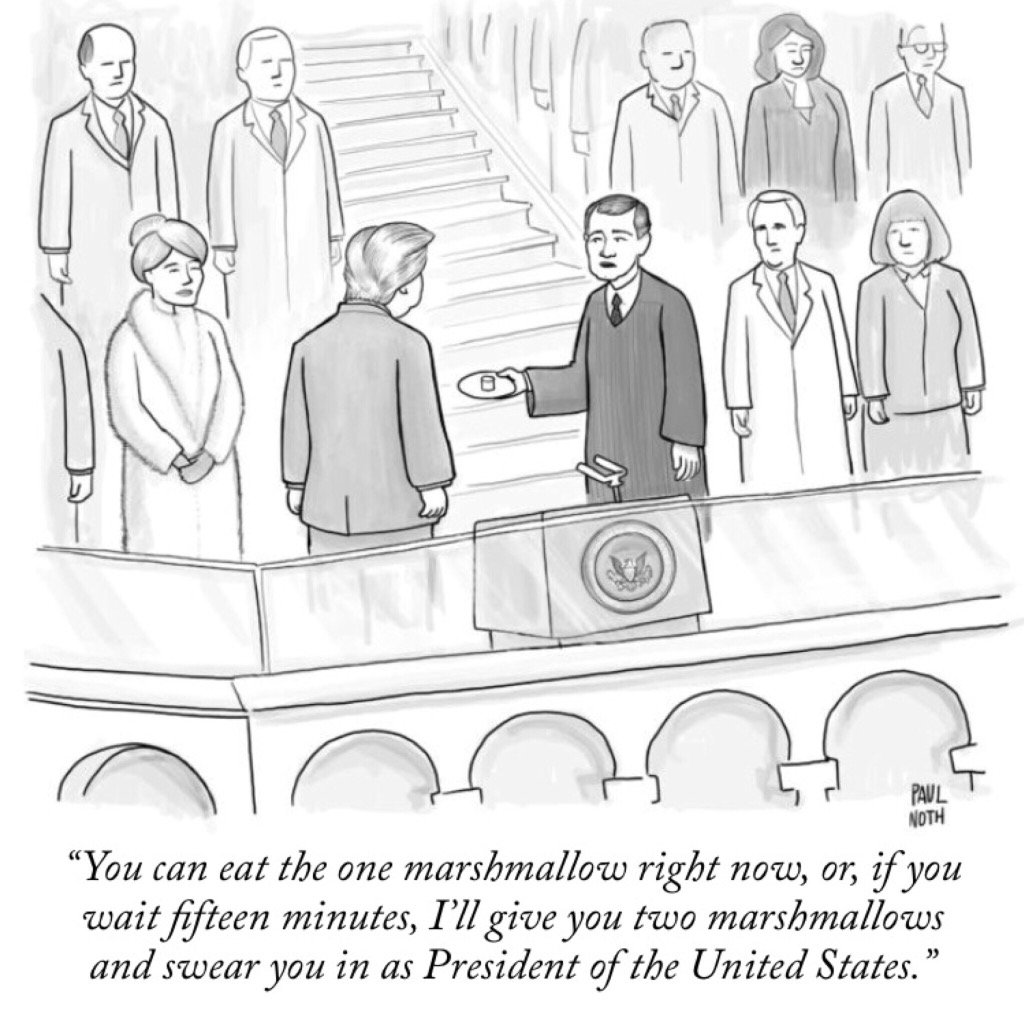 PAUL
NOTH
“You can eat the one marshmallow right now, or, if you
wait fifteen minutes, I’ll give you two marshmallows
and swear you in as President of the United States.”